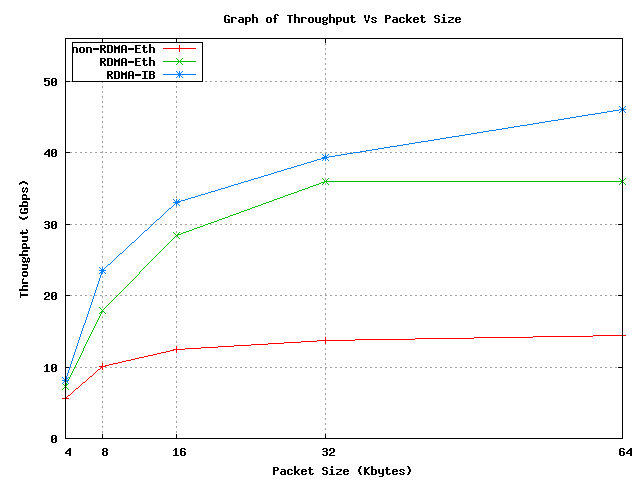 Graph of Throughput Vs Packet Size
non-RDMA-Eth
RDMA-Eth
RDMA-IB
50
40
30
20
10
0
Throughput (Gbps)
4 8 16 32 64
Packet Size (Kbytes)